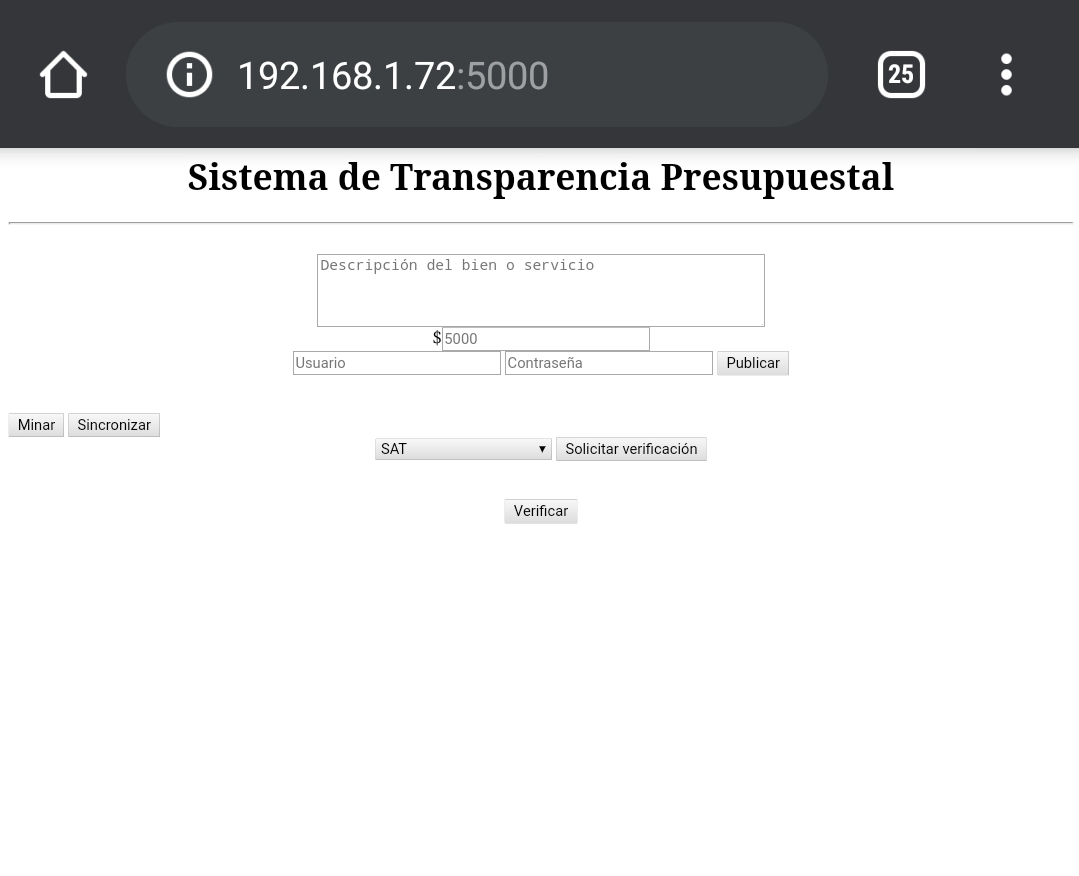 192.168.1.72:5000
25
Sistema de Transparencia Presupuestal
Descripción del bien o servicio
$5000
Usuario Contraseña Publicar
Minar Sincronizar
SAT Solicitar verificación
Verificar